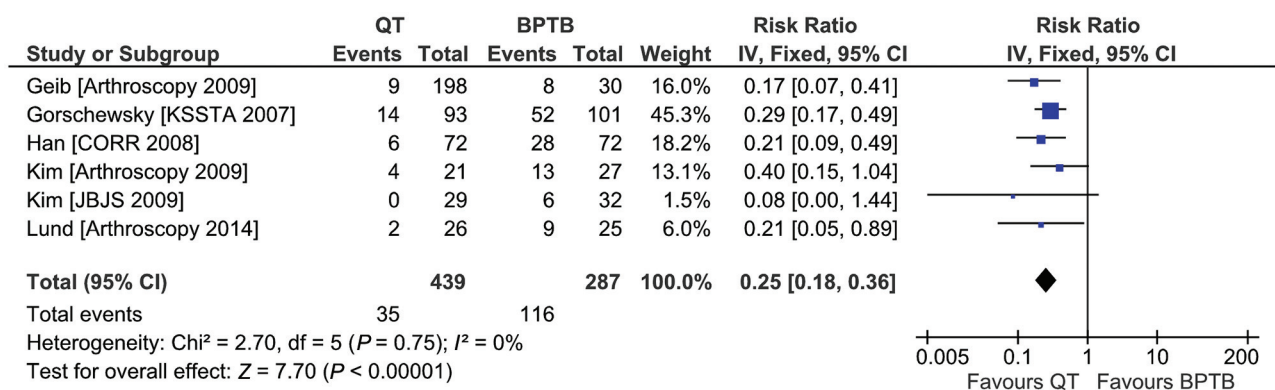 QT BPTB Risk Ratio Risk Ratio
Study or Subgroup Events Total Events Total Weight IV, Fixed, 95% CI IV, Fixed, 95% CI
Geib [Arthroscopy 2009] 9 198 8 30 16.0% 0.17 [0.07, 0.41]
Gorschewsky [KSSTA 2007] 14 93 52 101 45.3% 0.29 [0.17, 0.49]
Han [CORR 2008] 6 72 28 72 18.2% 0.21 [0.09, 0.49]
Kim [Arthroscopy 2009] 4 21 13 27 13.1% 0.40 [0.15, 1.04]
Kim [JBJS 2009] 0 29 6 32 1.5% 0.08 [0.00, 1.44]
Lund [Arthroscopy 2014] 2 26 9 25 6.0% 0.21 [0.05, 0.89]
Total (95% CI) 439 287 100.0% 0.25 [0.18, 0.36]
Total events 35 116
Heterogeneity: Chi² = 2.70, df = 5 (P = 0.75); I² = 0%
Test for overall effect: Z = 7.70 (P < 0.00001)
0.005 0.1 1 10 200
Favours QT Favours BPTB